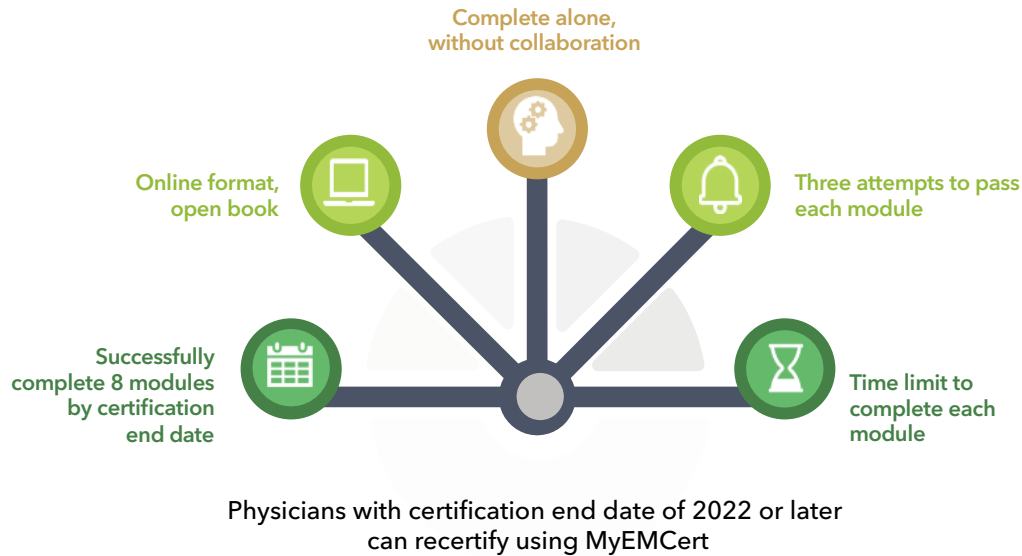 Complete alone,
without collaboration
Online format,
open book
Three attempts to pass
each module
Successfully
complete 8 modules
by certification
end date
Time limit to
complete each
module
Physicians with certification end date of 2022 or later
can recertify using MyEMCert